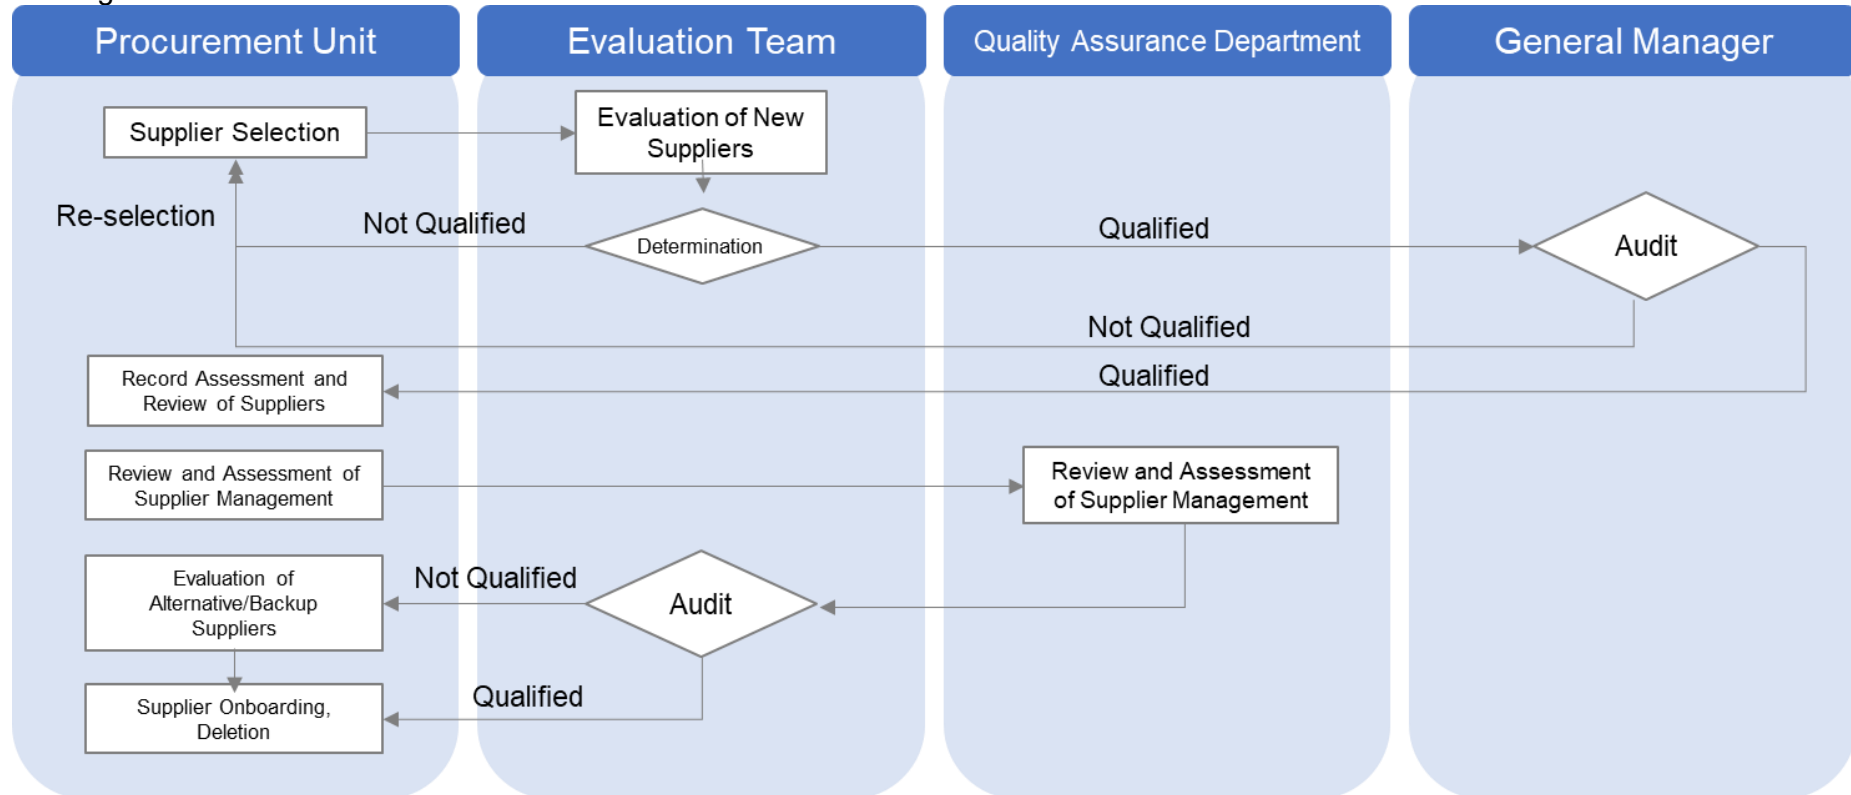 Procurement Unit
Evaluation Team
Quality Assurance Department
General Manager
Supplier Selection
Evaluation of New
Suppliers
Re-selection
Not Qualified
Determination
Qualified
Audit
Not Qualified
Record Assessment and
Review of Suppliers
Qualified
Review and Assessment of
Supplier Management
Review and Assessment
of Supplier Management
Evaluation of
Alternative/Backup
Suppliers
Not Qualified
Audit
Supplier Onboarding,
Deletion
Qualified